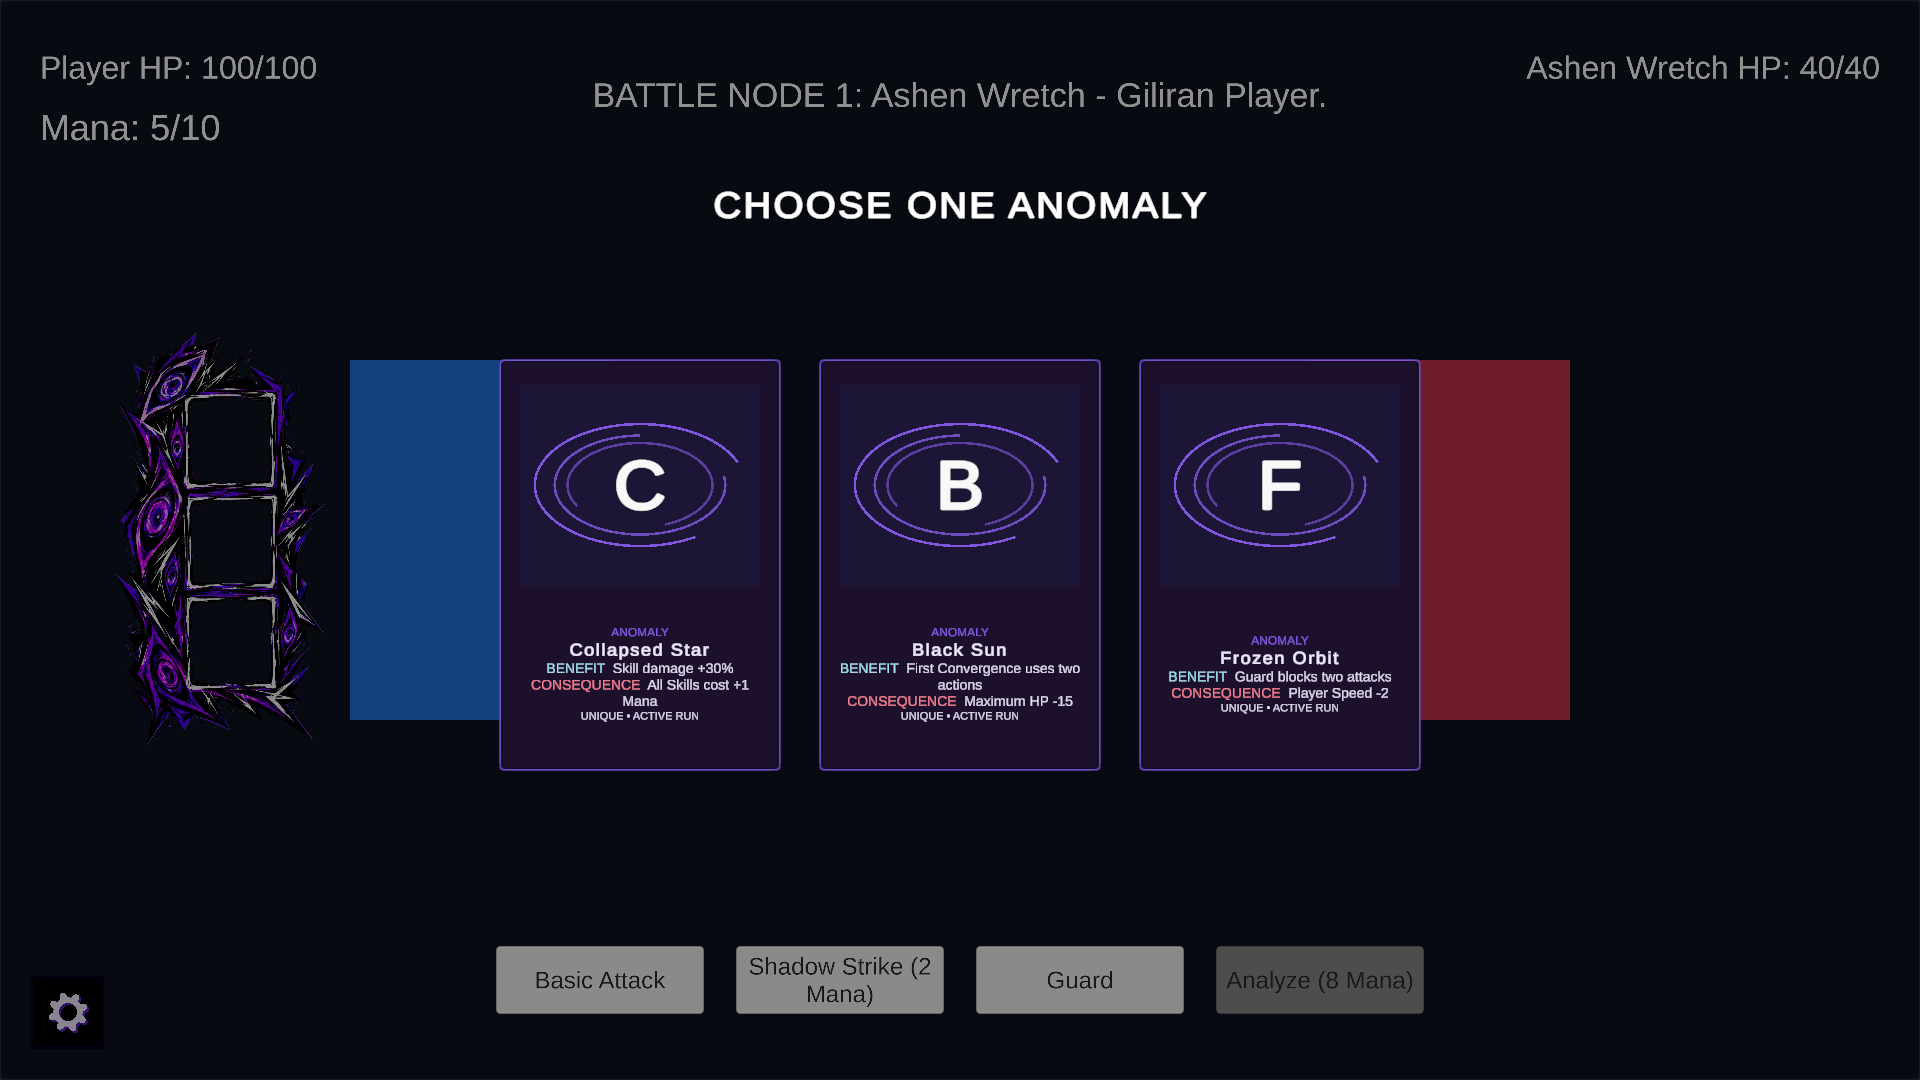 Player HP: 100/100
Mana: 5/10
BATTLE NODE 1: Ashen Wretch - Giliran Player.
Ashen Wretch HP: 40/40
CHOOSE ONE ANOMALY
C
ANOMALY
Collapsed Star
BENEFIT Skill damage +30%
CONSEQUENCE All Skills cost +1
Mana
UNIQUE • ACTIVE RUN
B
ANOMALY
Black Sun
BENEFIT First Convergence uses two
actions
CONSEQUENCE Maximum HP -15
UNIQUE • ACTIVE RUN
F
ANOMALY
Frozen Orbit
BENEFIT Guard blocks two attacks
CONSEQUENCE Player Speed -2
UNIQUE • ACTIVE RUN
Basic Attack
Shadow Strike (2
Mana)
Guard
Analyze (8 Mana)